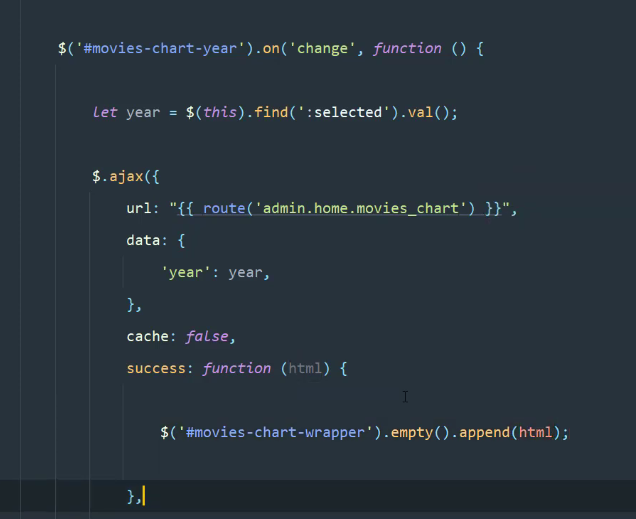 $('#movies-chart-year').on('change', function () {
let year = $(this).find(':selected').val();
$.ajax({
url: "{{ route('admin.home.movies_chart') }}",
data: {
'year': year,
},
cache: false,
success: function (html) {
$('#movies-chart-wrapper').empty().append(html);
},